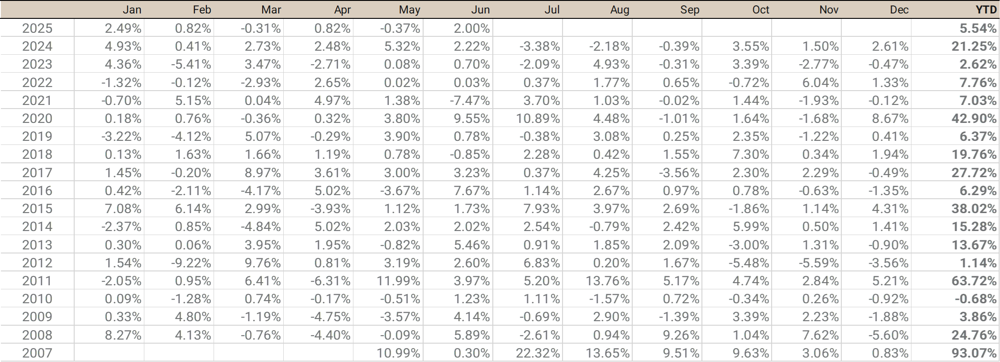 Jan Feb Mar Apr May Jun Jul Aug Sep Oct Nov Dec YTD
2025 2.49% 0.82% -0.31% 0.82% -0.37% 2.00% 5.54%
2024 4.93% 0.41% 2.73% 2.48% 5.32% 2.22% -3.38% -2.18% -0.39% 3.55% 1.50% 2.61% 21.25%
2023 4.36% -5.41% 3.47% -2.71% 0.08% 0.70% -2.09% 4.93% -0.31% 3.39% -2.77% -0.47% 2.62%
2022 -1.32% -0.12% -2.93% 2.65% 0.02% 0.03% 0.37% 1.77% 0.65% -0.72% 6.04% 1.33% 7.76%
2021 -0.70% 5.15% 0.04% 4.97% 1.38% -7.47% 3.70% 1.03% -0.02% 1.44% -1.93% -0.12% 7.03%
2020 0.18% 0.76% -0.36% 0.32% 3.80% 9.55% 10.89% 4.48% -1.01% 1.64% -1.68% 8.67% 42.90%
2019 -3.22% -4.12% 5.07% -0.29% 3.90% 0.78% -0.38% 3.08% 0.25% 2.35% -1.22% 0.41% 6.37%
2018 0.13% 1.63% 1.66% 1.19% 0.78% -0.85% 2.28% 0.42% 1.55% 7.30% 0.34% 1.94% 19.76%
2017 1.45% -0.20% 8.97% 3.61% 3.00% 3.23% 0.37% 4.25% -3.56% 2.30% 2.29% -0.49% 27.72%
2016 0.42% -2.11% -4.17% 5.02% -3.67% 7.67% 1.14% 2.67% 0.97% 0.78% -0.63% -1.35% 6.29%
2015 7.08% 6.14% 2.99% -3.93% 1.12% 1.73% 7.93% 3.97% 2.69% -1.86% 1.14% 4.31% 38.02%
2014 -2.37% 0.85% -4.84% 5.02% 2.03% 2.02% 2.54% -0.79% 2.42% 5.99% 0.50% 1.41% 15.28%
2013 0.30% 0.06% 3.95% 1.95% -0.82% 5.46% 0.91% 1.85% 2.09% -3.00% 1.31% -0.90% 13.67%
2012 1.54% -9.22% 9.76% 0.81% 3.19% 2.60% 6.83% 0.20% 1.67% -5.48% -5.59% -3.56% 1.14%
2011 -2.05% 0.95% 6.41% -6.31% 11.99% 3.97% 5.20% 13.76% 5.17% 4.74% 2.84% 5.21% 63.72%
2010 0.09% -1.28% 0.74% -0.17% -0.51% 1.23% 1.11% -1.57% 0.72% -0.34% 0.26% -0.92% -0.68%
2009 0.33% 4.80% -1.19% -4.75% -3.57% 4.14% -0.69% 2.90% -1.39% 3.39% 2.23% -1.88% 3.86%
2008 8.27% 4.13% -0.76% -4.40% -0.09% 5.89% -2.61% 0.94% 9.26% 1.04% 7.62% -5.60% 24.76%
2007 10.99% 0.30% 22.32% 13.65% 9.51% 9.63% 3.06% 0.83% 93.07%